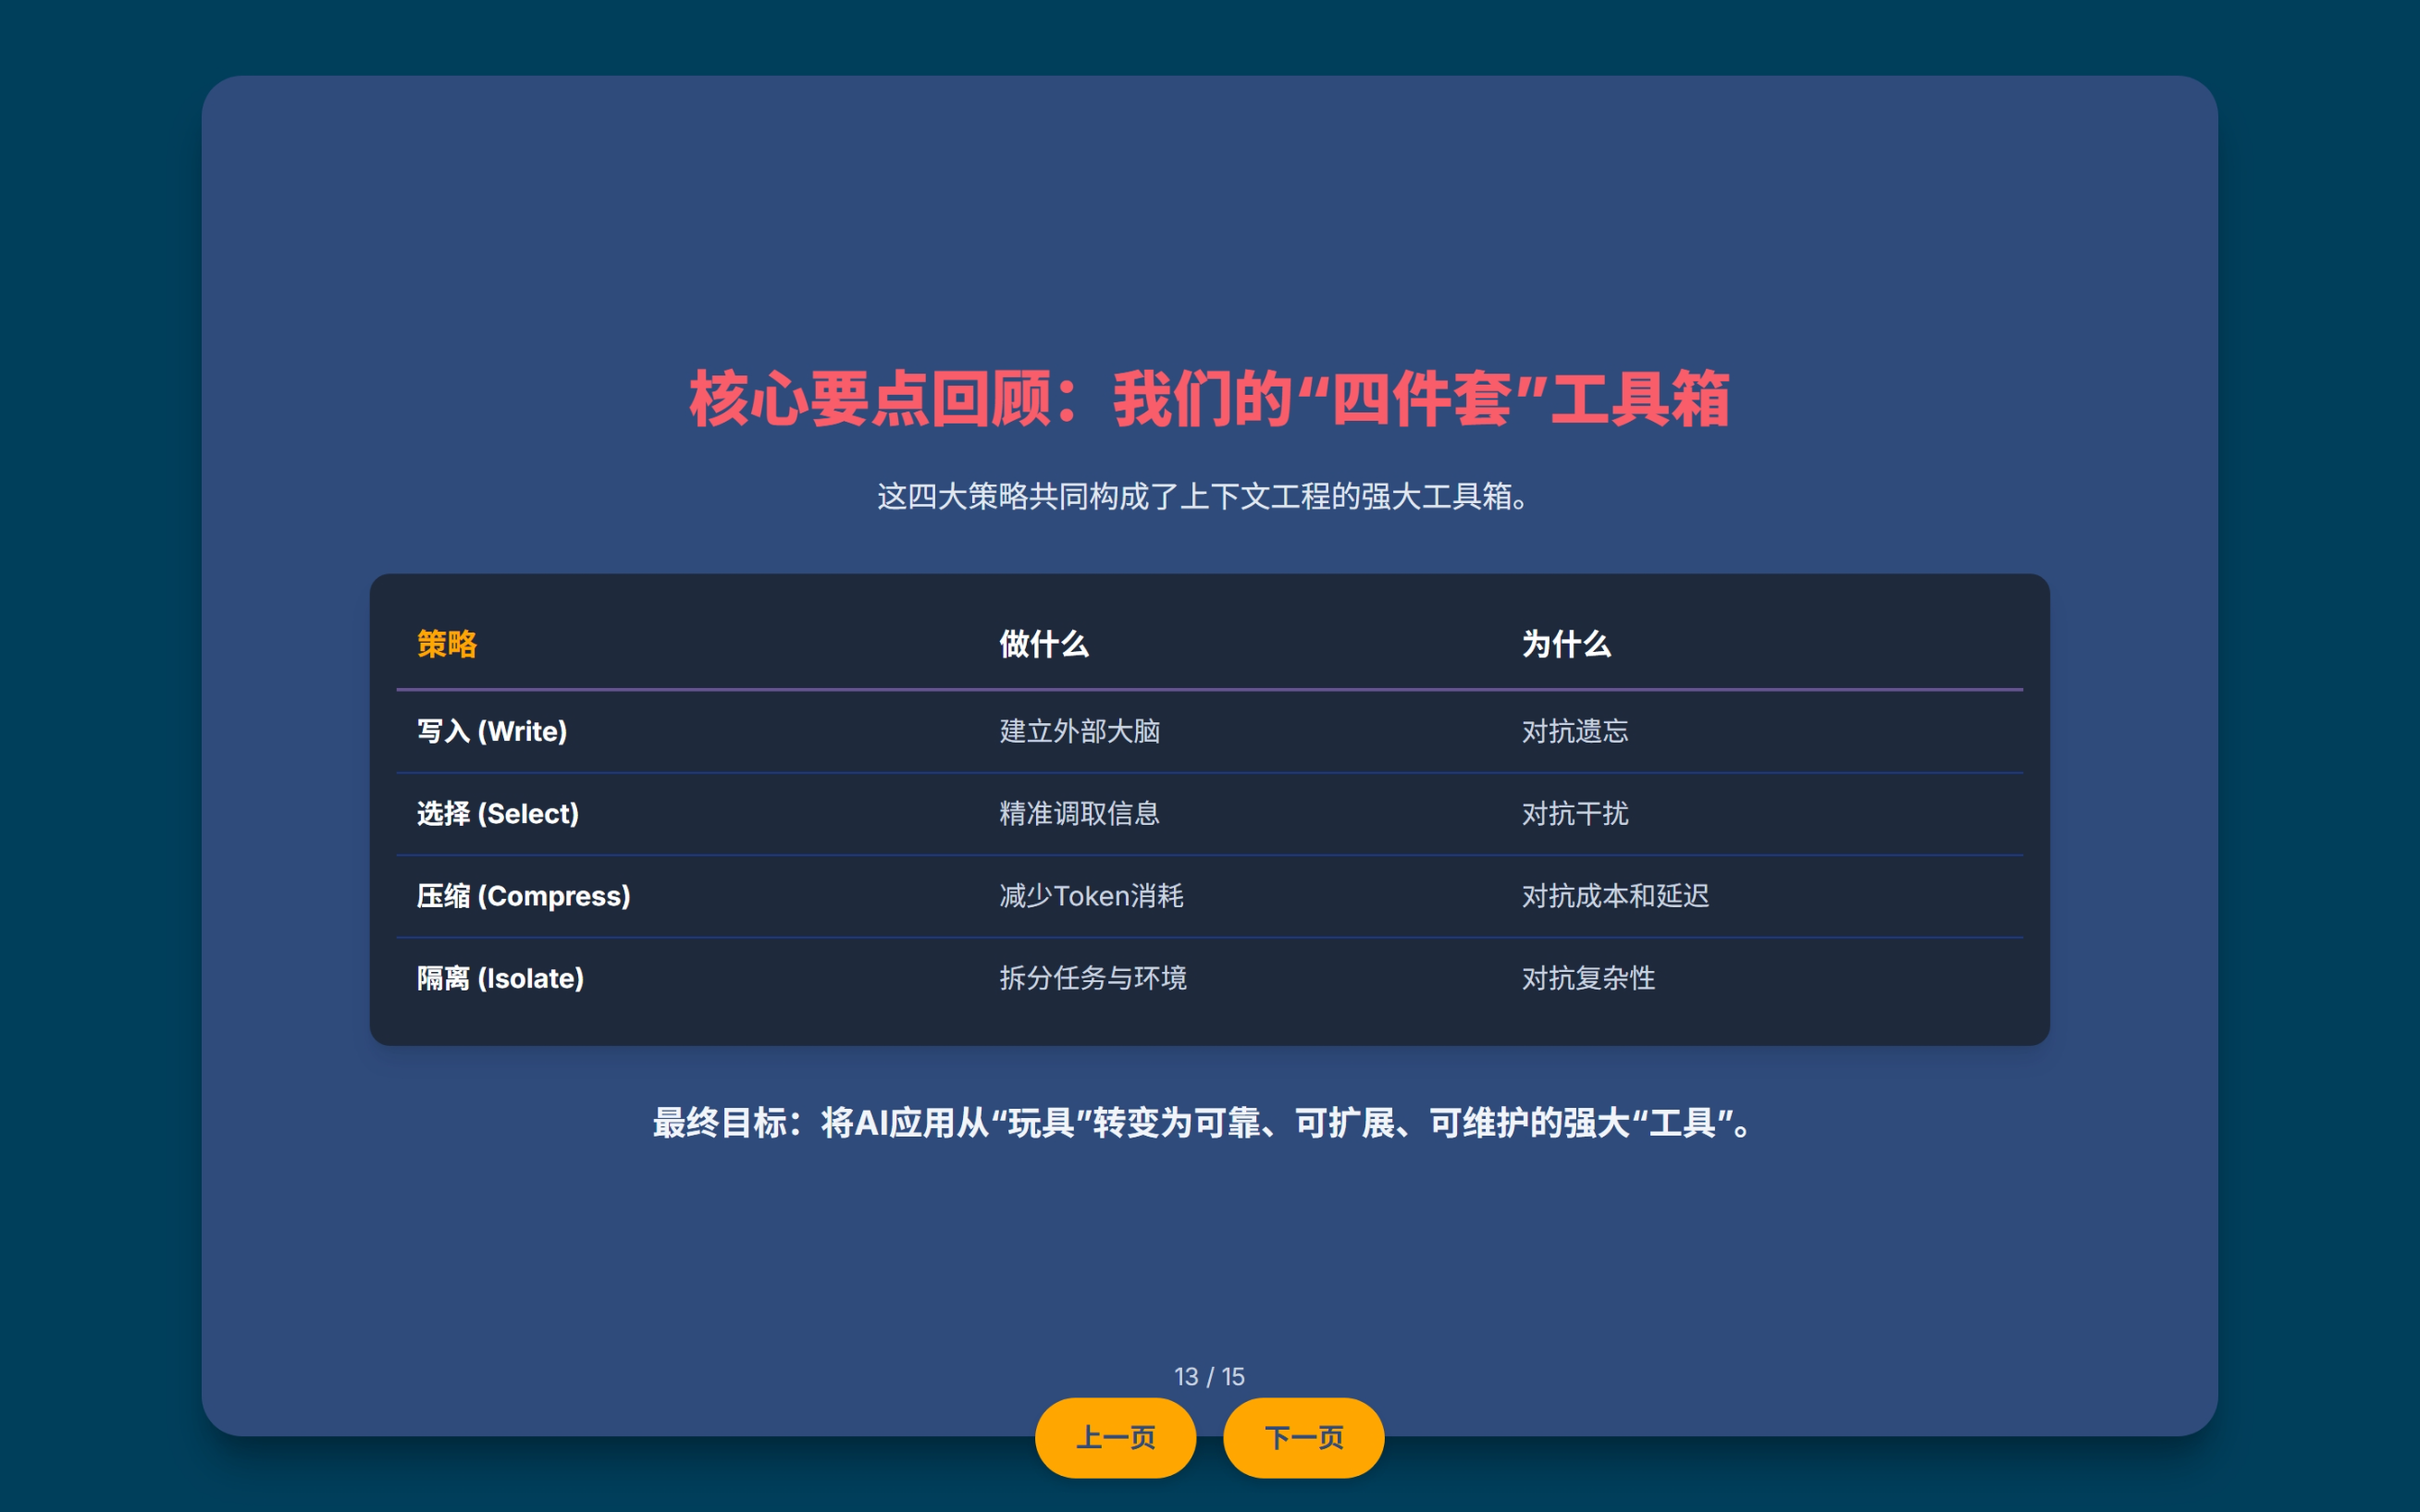 核心要点回顾：我们的“四件套”工具箱
这四大策略共同构成了上下文工程的强大工具箱。
策略 做什么 为什么
写入 (Write) 建立外部大脑 对抗遗忘
选择 (Select) 精准调取信息 对抗干扰
压缩 (Compress) 减少Token消耗 对抗成本和延迟
隔离 (Isolate) 拆分任务与环境 对抗复杂性
最终目标：将AI应用从“玩具”转变为可靠、可扩展、可维护的强大“工具”。
13 / 15
上一页 下一页